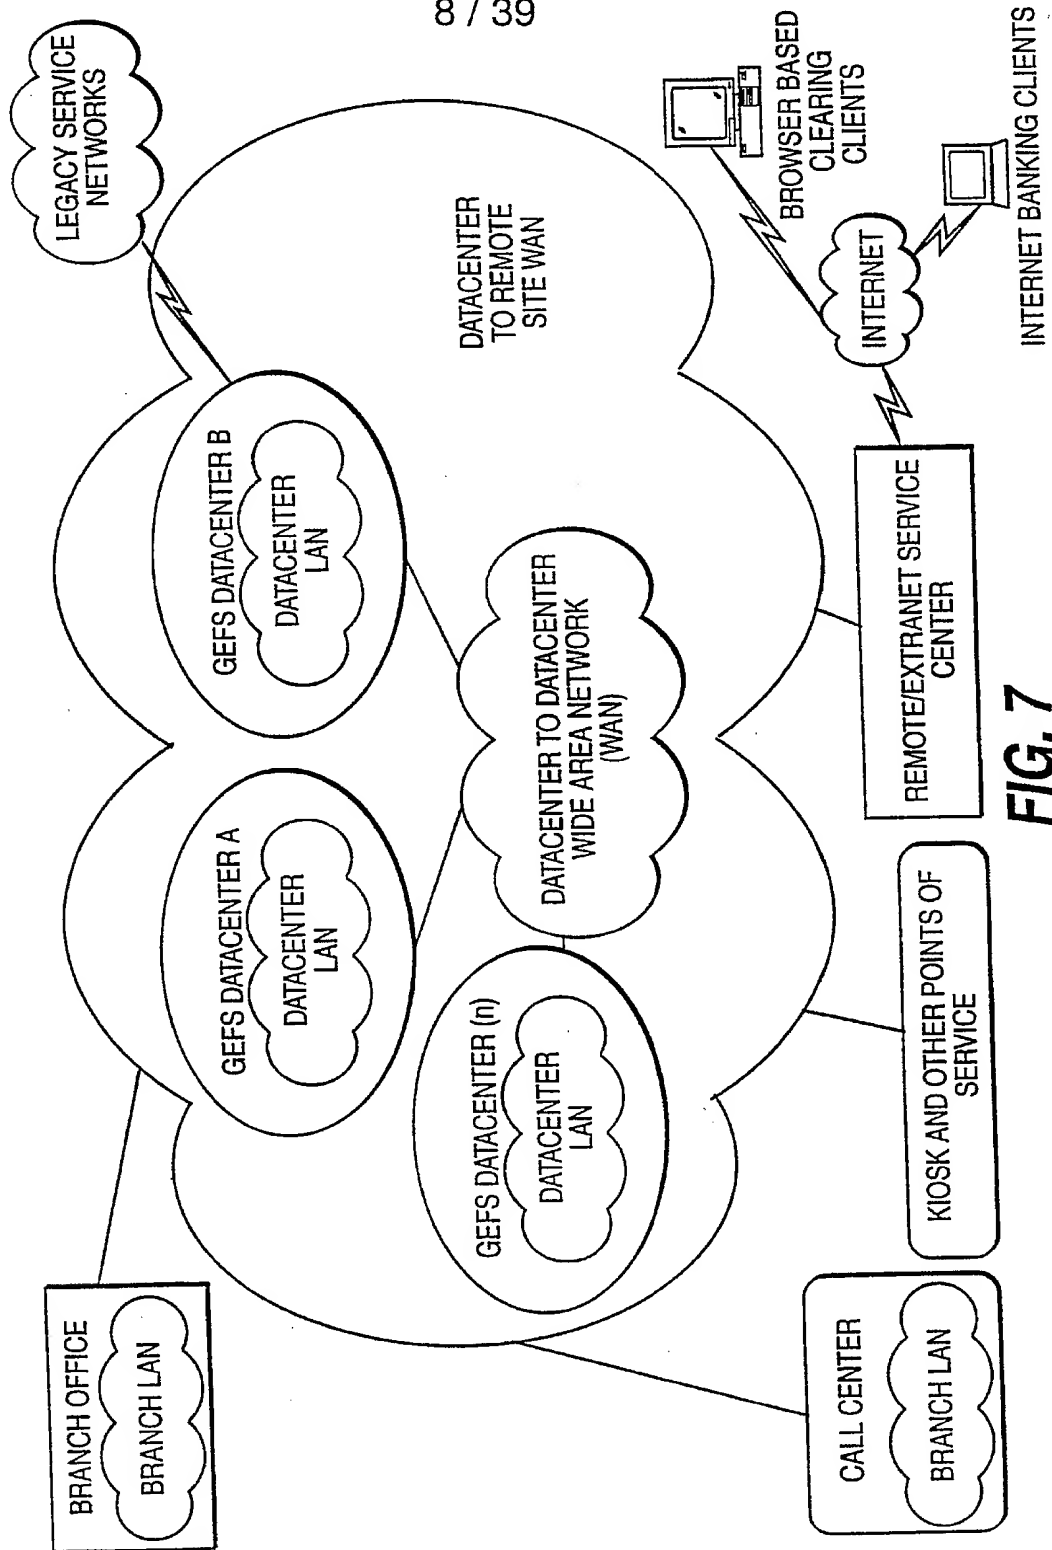 8 / 39
LEGACY SERVICE
NETWORKS
BRANCH OFFICE
BRANCH LAN
GEFS DATACENTER A
DATACENTER
LAN
GEFS DATACENTER B
DATACENTER
LAN
GEFS DATACENTER (n)
DATACENTER
LAN
DATACENTER TO DATACENTER
WIDE AREA NETWORK
(WAN)
DATACENTER
TO REMOTE
SITE WAN
CALL CENTER
BRANCH LAN
KIOSK AND OTHER POINTS OF
SERVICE
REMOTE/EXTRANET SERVICE
CENTER
INTERNET
BROWSER BASED
CLEARING
CLIENTS
INTERNET BANKING CLIENTS
FIG. 7